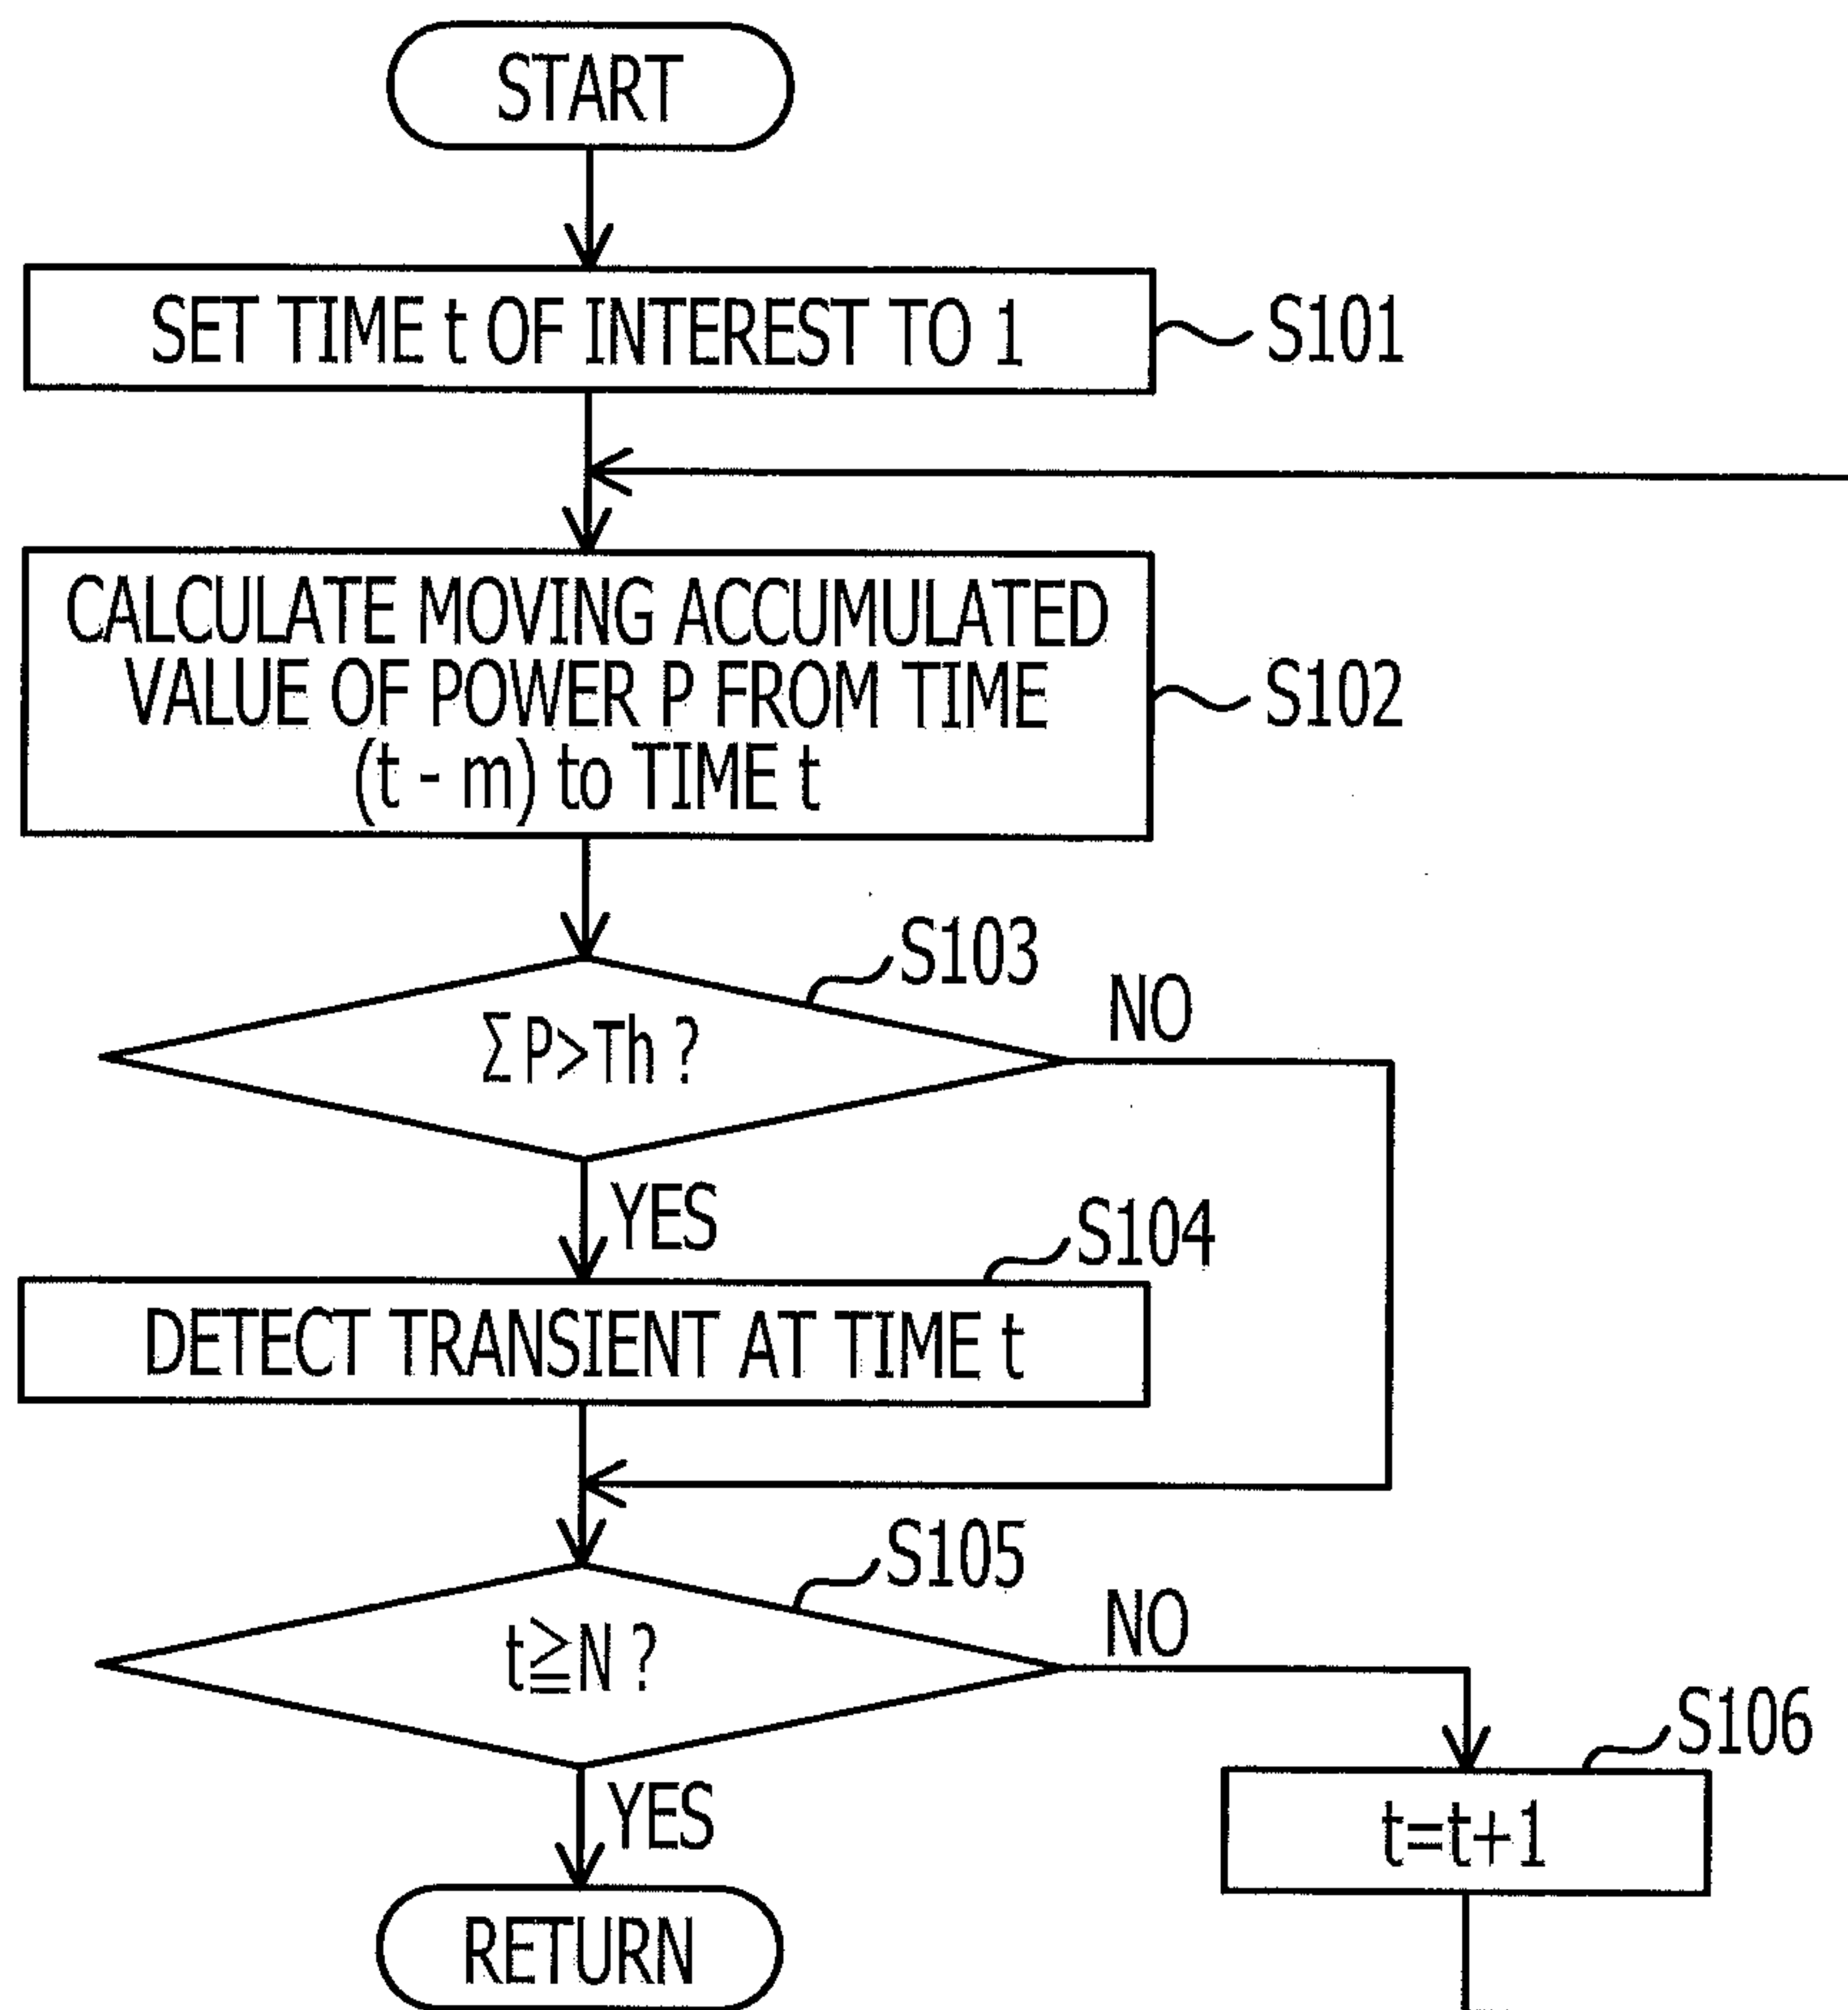 START
SET TIME t OF INTEREST TO 1
S101
CALCULATE MOVING ACCUMULATED
VALUE OF POWER P FROM TIME
(t - m) to TIME t
S102
S103
ΣP>Th ?
NO
YES
S104
DETECT TRANSIENT AT TIME t
S105
t≧N ?
NO
S106
YES
t=t+1
RETURN